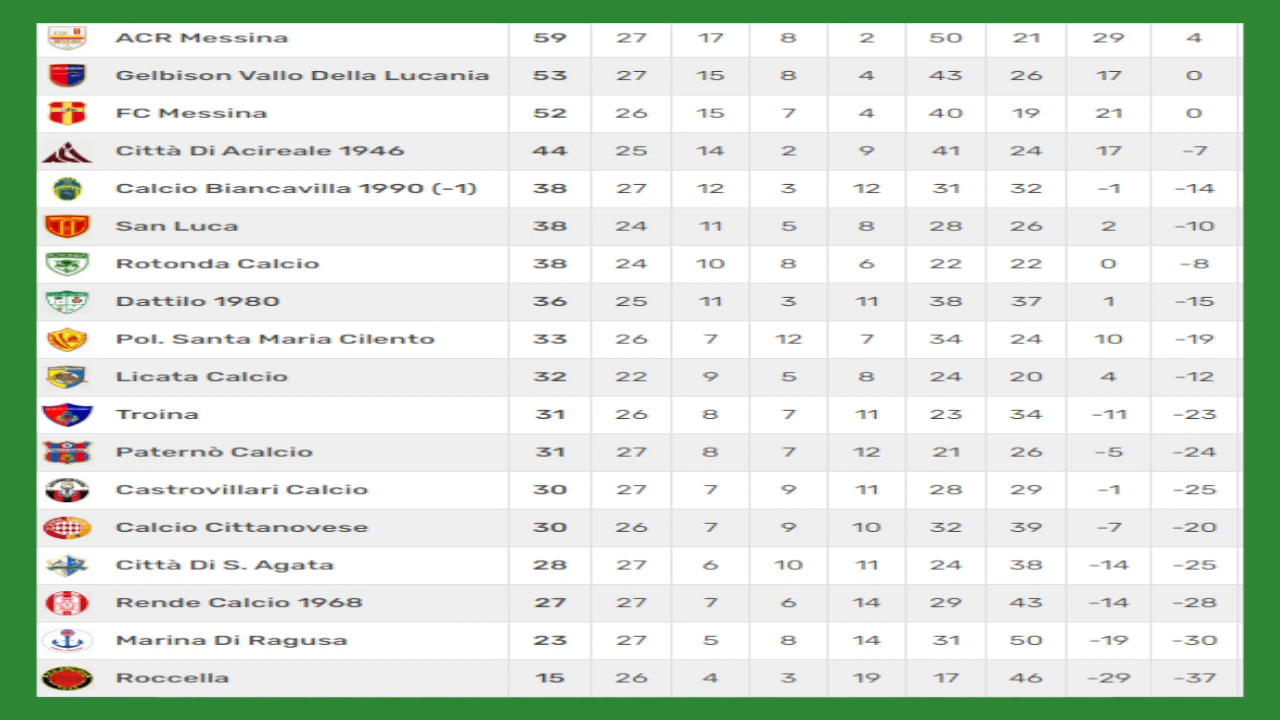 ACR Messina 59 27 17 8 2 50 21 29 4
Gelbison Vallo Della Lucania 53 27 15 8 4 43 26 17 0
FC Messina 52 26 15 7 4 40 19 21 0
Città Di Acireale 1946 44 25 14 2 9 41 24 17 -7
Calcio Biancavilla 1990 (-1) 38 27 12 3 12 31 32 -1 -14
San Luca 38 24 11 5 8 28 26 2 -10
Rotonda Calcio 38 24 10 8 6 22 22 0 -8
Dattilo 1980 36 25 11 3 11 38 37 1 -15
Pol. Santa Maria Cilento 33 26 7 12 7 34 24 10 -19
Licata Calcio 32 22 9 5 8 24 20 4 -12
Troina 31 26 8 7 11 23 34 -11 -23
Paternò Calcio 31 27 8 7 12 21 26 -5 -24
Castrovillari Calcio 30 27 7 9 11 28 29 -1 -25
Calcio Cittanovese 30 26 7 9 10 32 39 -7 -20
Città Di S. Agata 28 27 6 10 11 24 38 -14 -25
Rende Calcio 1968 27 27 7 6 14 29 43 -14 -28
Marina Di Ragusa 23 27 5 8 14 31 50 -19 -30
Roccella 15 26 4 3 19 17 46 -29 -37